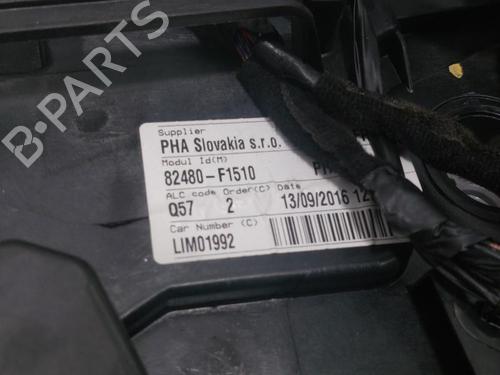 B-PARTS
Supplier
PHA Slovakia s.r.o.
Modul Id(M)
82480-F1510
ALC code Order(C) Date
Q57 2 13/09/2016 12
Car Number (C)
LIM01992